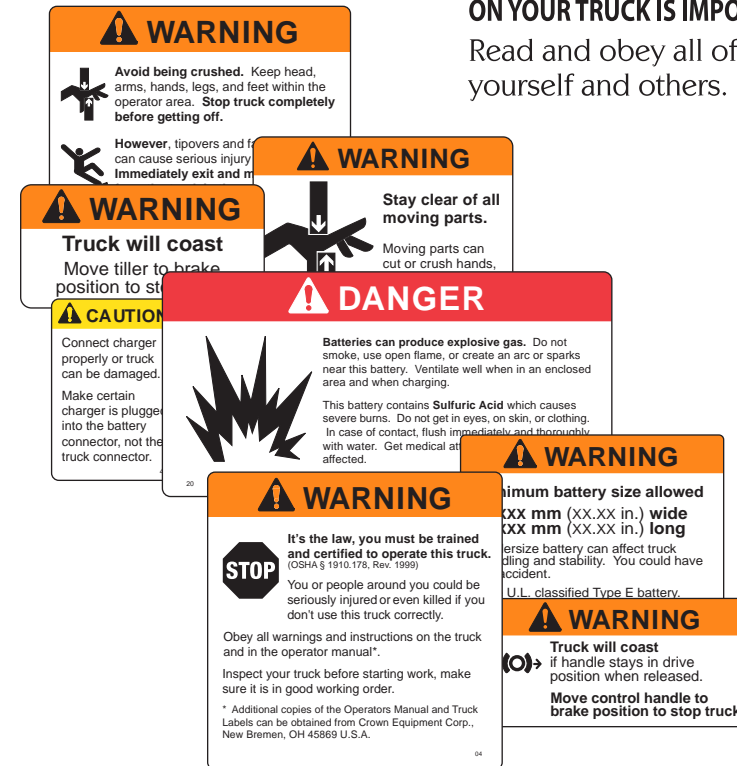 ON YOUR TRUCK IS
Read and obey all of
yourself and others.
WARNING
Avoid being crushed. Keep head,
arms, hands, legs, and feet within the
operator area. Stop truck completely
before getting off.
However, tipovers and
can cause serious injury
Immediately exit and
WARNING
Stay clear of all
moving parts.
Moving parts can
cut or crush hands,
WARNING
Truck will coast
Move tiller to brake
position to
CAUTION
Connect charger
properly or truck
can be damaged.
Make certain
charger is plugged
into the battery
connector, not the
truck connector.
DANGER
Batteries can produce explosive gas. Do not
smoke, use open flame, or create an arc or sparks
near this battery. Ventilate well when in an enclosed
area and when charging.
This battery contains Sulfuric Acid which causes
severe burns. Do not get in eyes, on skin, or clothing.
In case of contact, flush immediately and thoroughly
with water. Get medical
affected.
20
WARNING
battery size allowed
mm (XX.XX in.) wide
mm (XX.XX in.) long
battery can affect truck
and stability. You could have
U.L. classified Type E battery.
WARNING
STOP
It's the law, you must be trained
and certified to operate this truck.
(OSHA § 1910.178, Rev. 1999)
You or people around you could be
seriously injured or even killed if you
don't use this truck correctly.
Obey all warnings and instructions on the truck
and in the operator manual*.
Inspect your truck before starting work, make
sure it is in good working order.
* Additional copies of the Operators Manual and Truck
Labels can be obtained from Crown Equipment Corp.,
New Bremen, OH 45869 U.S.A.
04
WARNING
Truck will coast
if handle stays in drive
position when released.
Move control handle to
brake position to stop truck